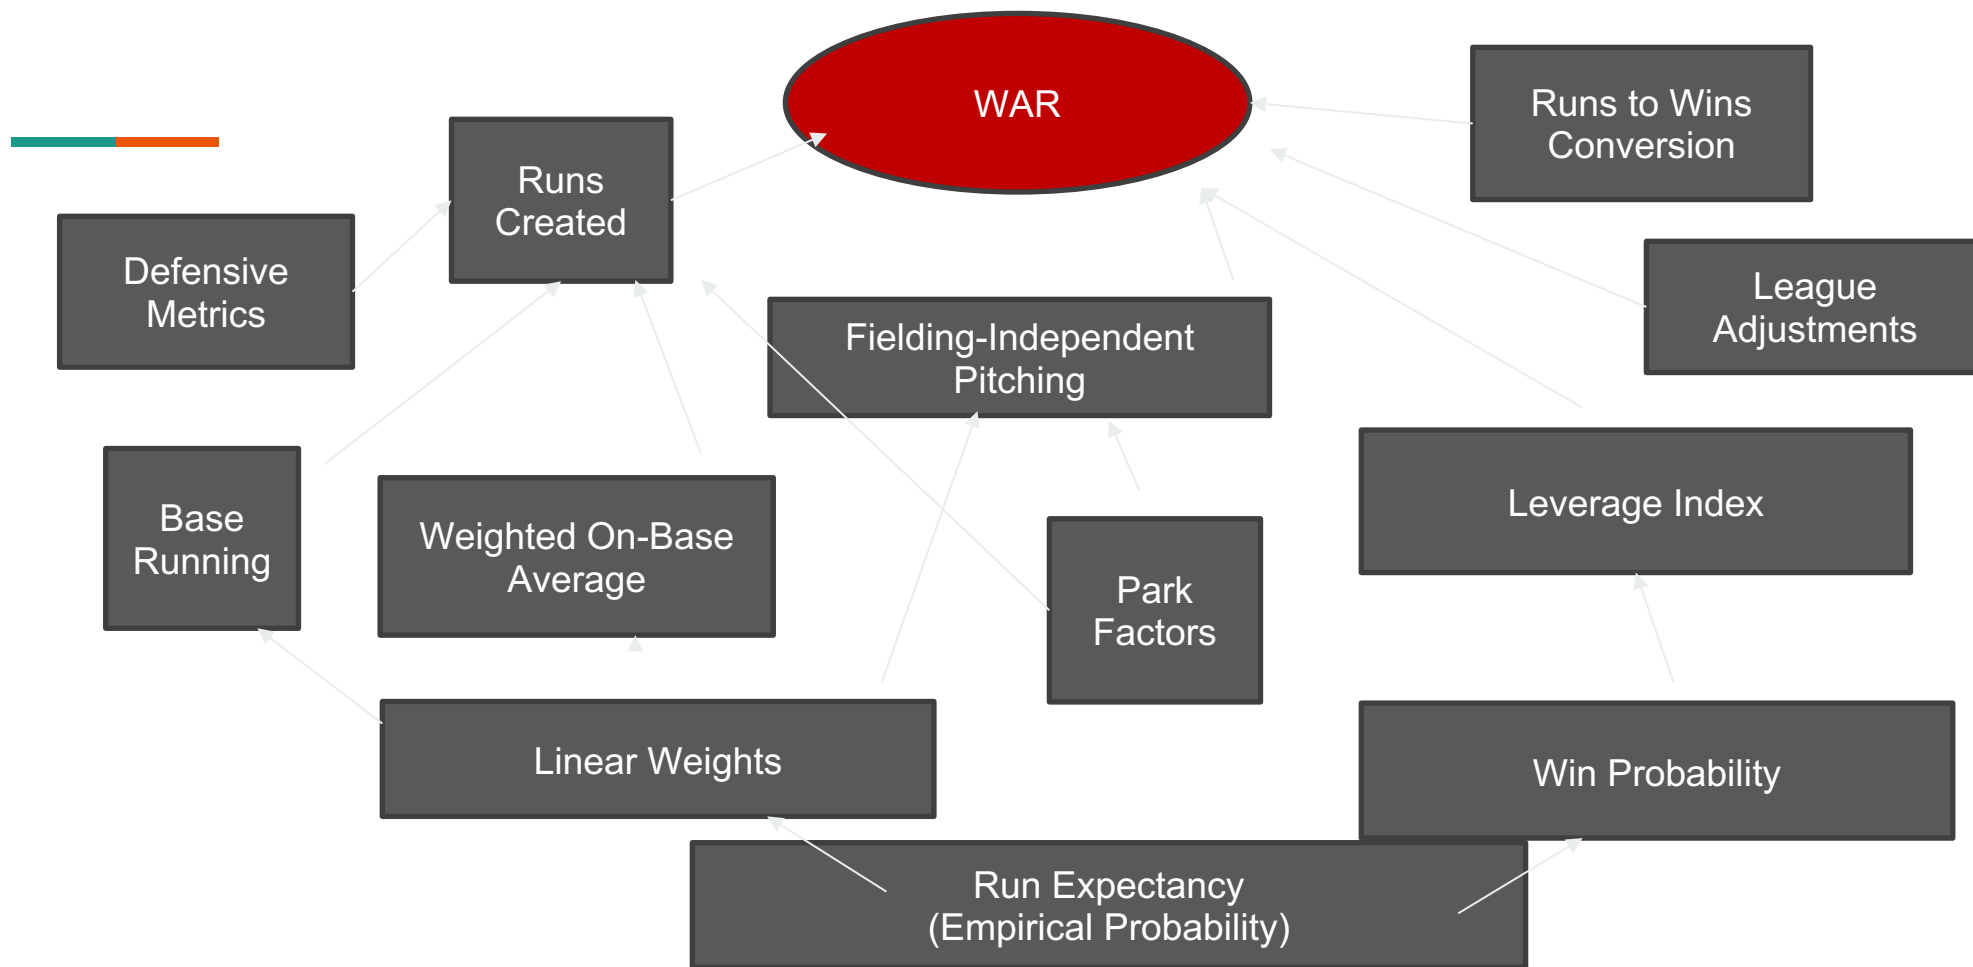 WAR
Runs to Wins
Conversion
Runs
Created
Defensive
Metrics
League
Adjustments
Fielding-Independent
Pitching
Base
Running
Weighted On-Base
Average
Leverage Index
Park
Factors
Linear Weights
Win Probability
Run Expectancy
(Empirical Probability)